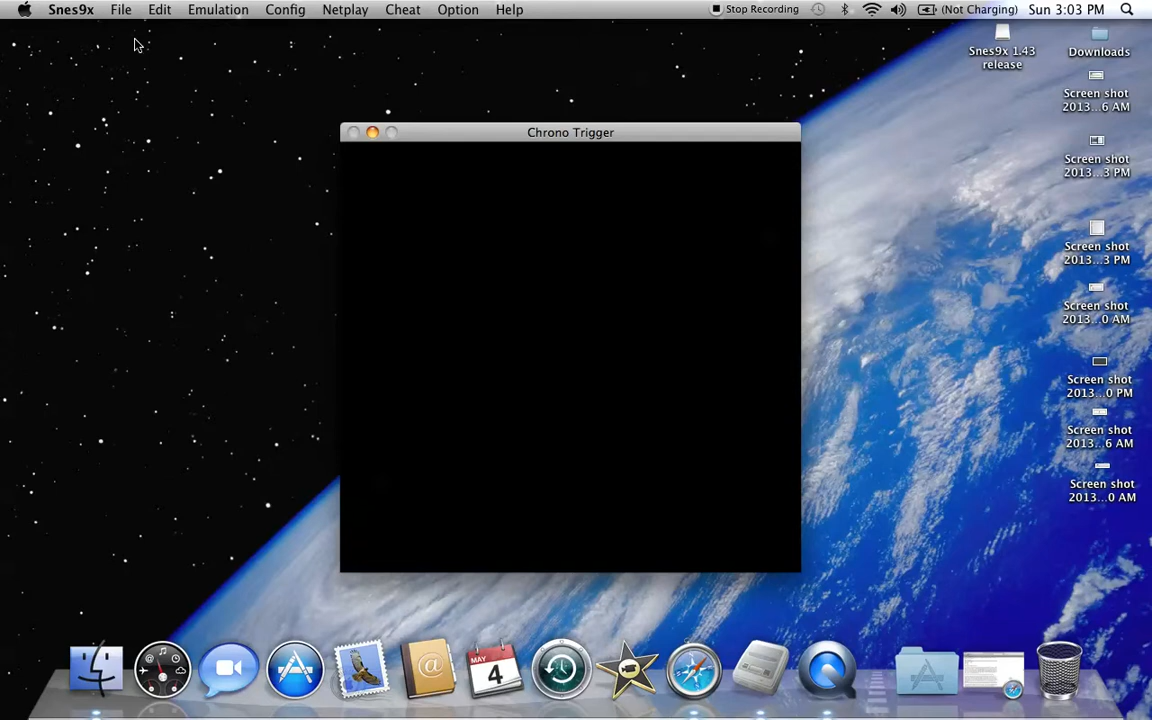 Snes9x File Edit Emulation Config Netplay Cheat Option Help Stop Recording (Not Charging) Sun 3:03 PM
Snes9x 1.43
release
Downloads
Screen shot
2013...6 AM
Screen shot
2013...3 PM
Screen shot
2013...3 PM
Screen shot
2013...0 AM
Screen shot
2013...0 PM
Screen shot
2013...6 AM
Screen shot
2013...0 AM
Chrono Trigger
MAY
4